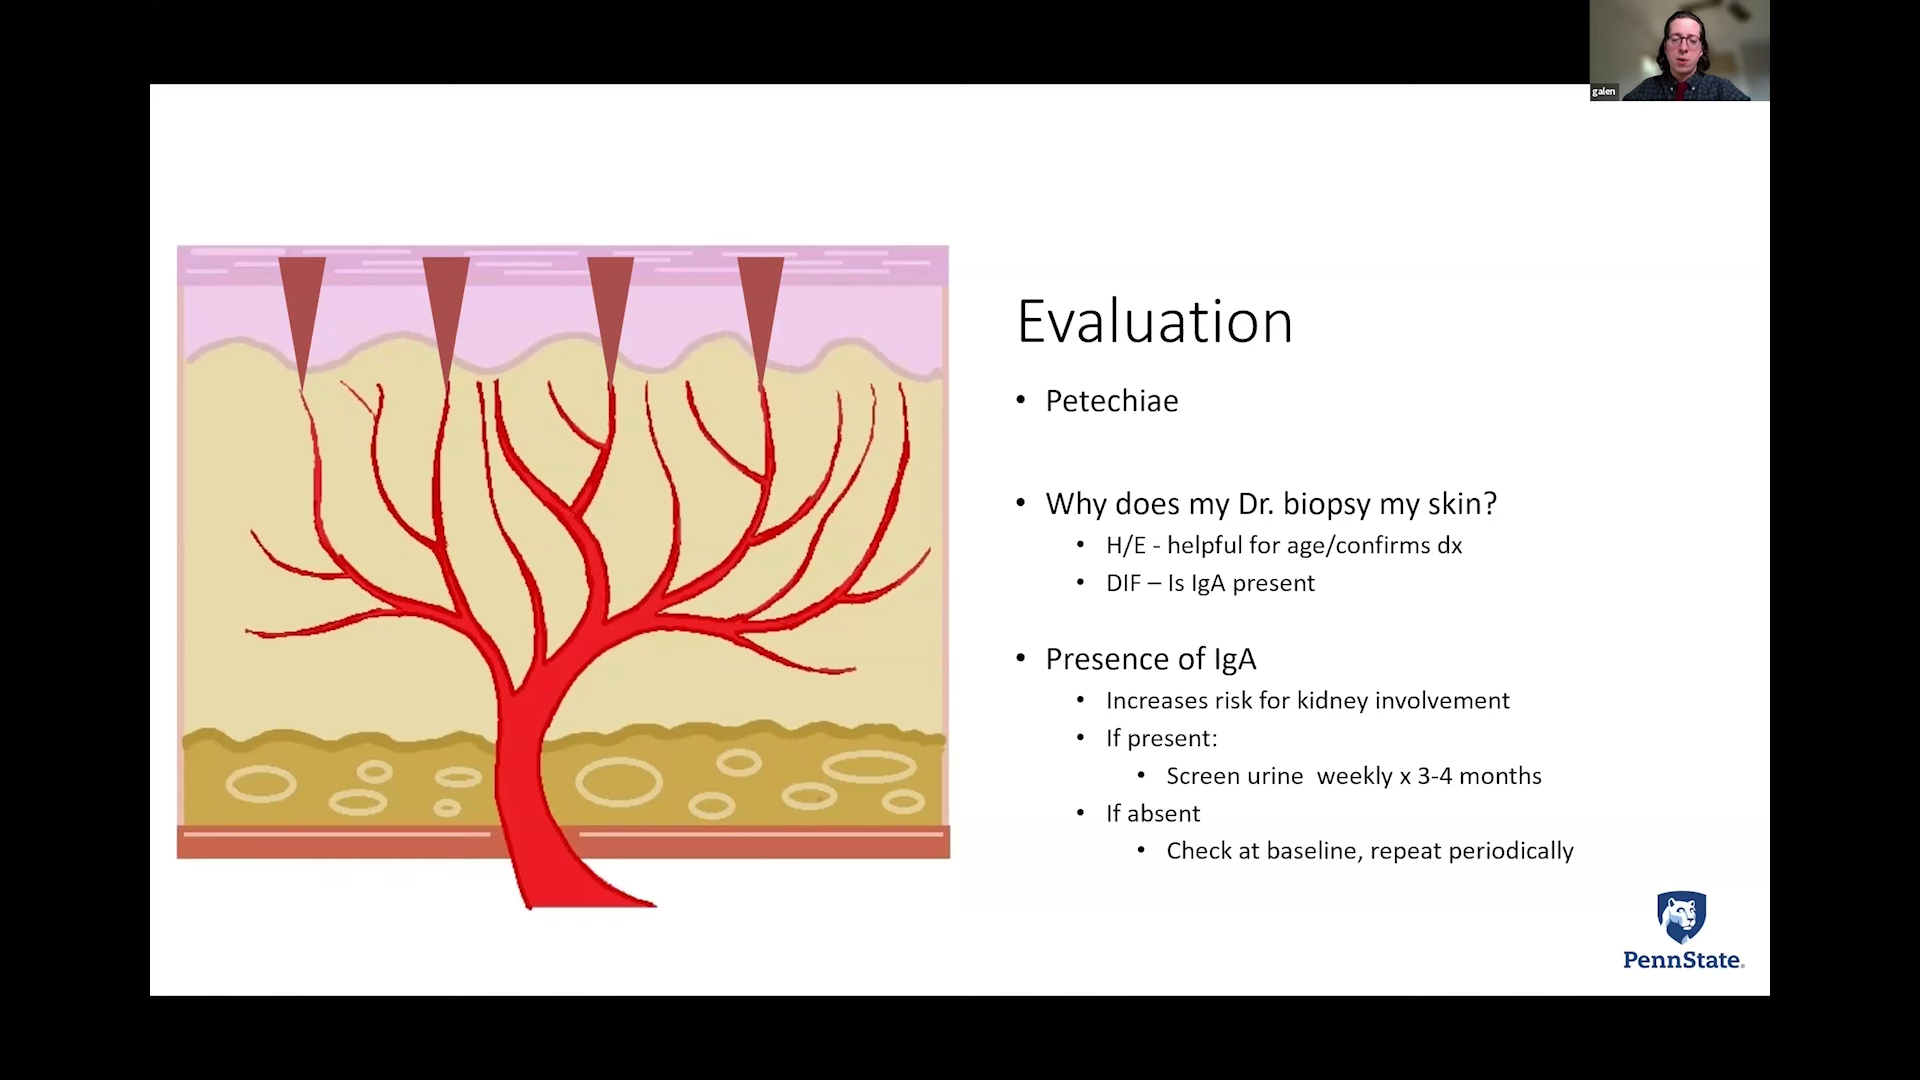 galen
Evaluation
• Petechiae
• Why does my Dr. biopsy my skin?
• H/E - helpful for age/confirms dx
• DIF – Is IgA present
• Presence of IgA
• Increases risk for kidney involvement
• If present:
• Screen urine  weekly x 3-4 months
• If absent
• Check at baseline, repeat periodically
PennState®